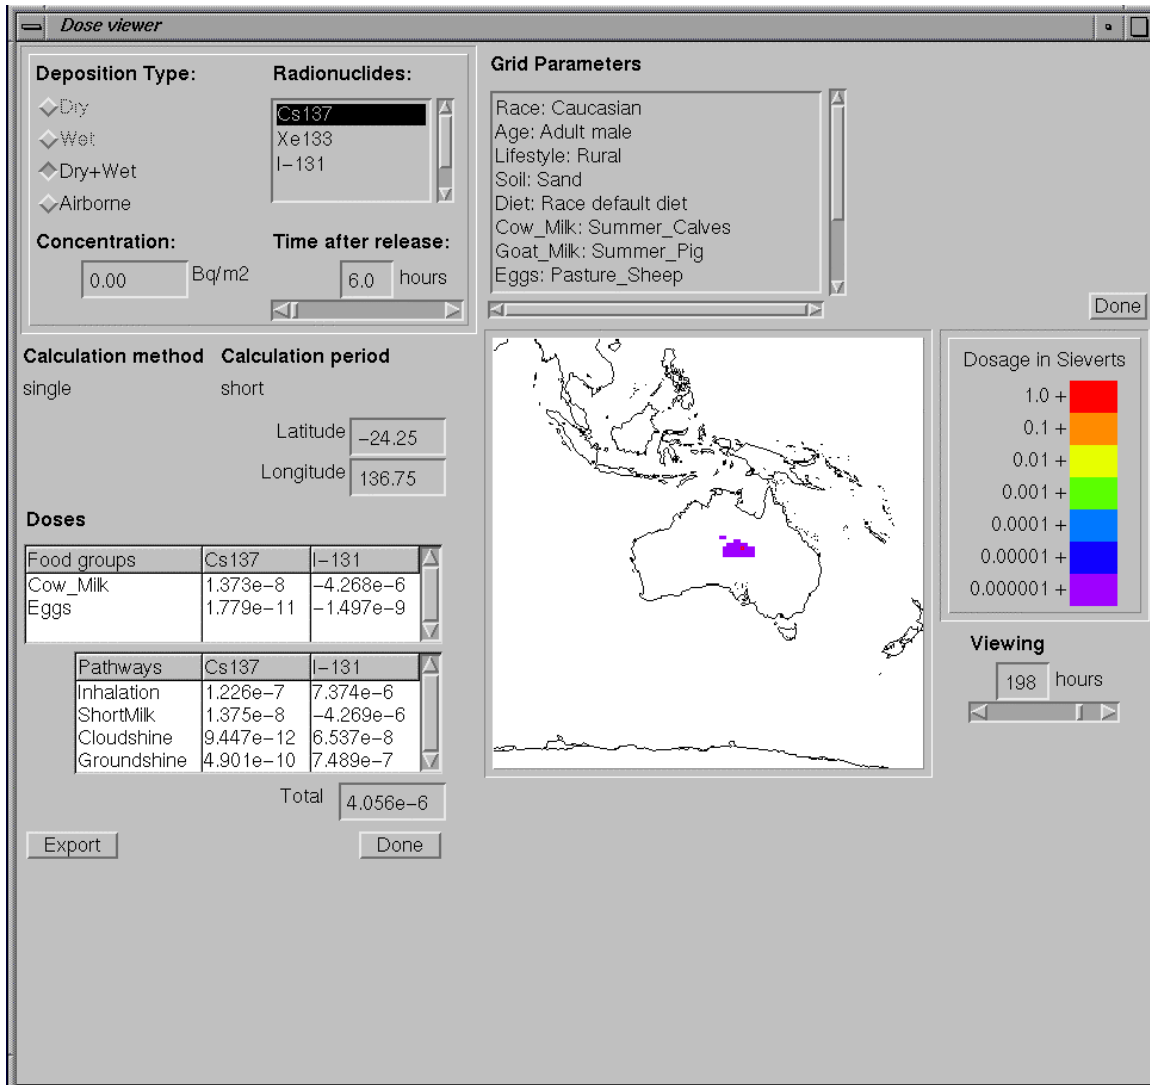 Dose viewer
Deposition Type:
Dry
Wet
Dry+Wet
Airborne
Radionuclides:
Cs137
Xe133
I-131
Concentration:
0.00 Bq/m2
Time after release:
6.0 hours
Grid Parameters
Race: Caucasian
Age: Adult male
Lifestyle: Rural
Soil: Sand
Diet: Race default diet
Cow_Milk: Summer_Calves
Goat_Milk: Summer_Pig
Eggs: Pasture_Sheep
Done
Calculation method Calculation period
single short
Latitude -24.25
Longitude 136.75
Doses
Food groups Cs137 I-131
Cow_Milk 1.373e-8 -4.268e-6
Eggs 1.779e-11 -1.497e-9
Pathways Cs137 I-131
Inhalation 1.226e-7 7.374e-6
ShortMilk 1.375e-8 -4.269e-6
Cloudshine 9.447e-12 6.537e-8
Groundshine 4.901e-10 7.489e-7
Total 4.056e-6
Export Done
Dosage in Sieverts
1.0 +
0.1 +
0.01 +
0.001 +
0.0001 +
0.00001 +
0.000001 +
Viewing
198 hours